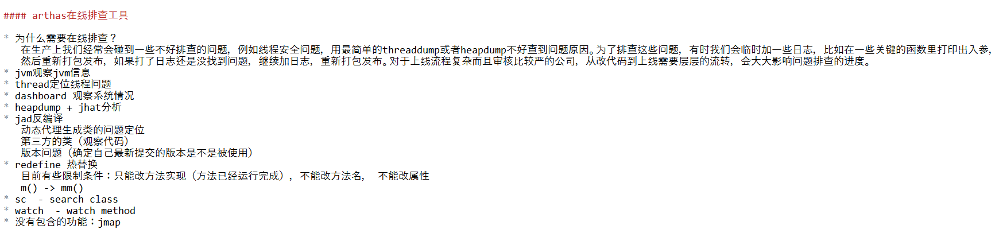 #### arthas在线排查工具
* 为什么需要在线排查？
在生产上我们经常会碰到一些不好排查的问题，例如线程安全问题，用最简单的threaddump或者heapdump不好查到问题原因。为了排查这些问题，有时我们会临时加一些日志，比如在一些关键的函数里打印出入参，
然后重新打包发布，如果打了日志还是没找到问题，继续加日志，重新打包发布。对于上线流程复杂而且审核比较严的公司，从改代码到上线需要层层的流转，会大大影响问题排查的进度。
* jvm观察jvm信息
* thread定位线程问题
* dashboard 观察系统情况
* heapdump + jhat分析
* jad反编译
动态代理生成类的问题定位
第三方的类（观察代码）
版本问题（确定自己最新提交的版本是不是被使用）
* redefine 热替换
目前有些限制条件：只能改方法实现（方法已经运行完成），不能改方法名， 不能改属性
m() -> mm()
* sc  - search class
* watch  - watch method
* 没有包含的功能：jmap